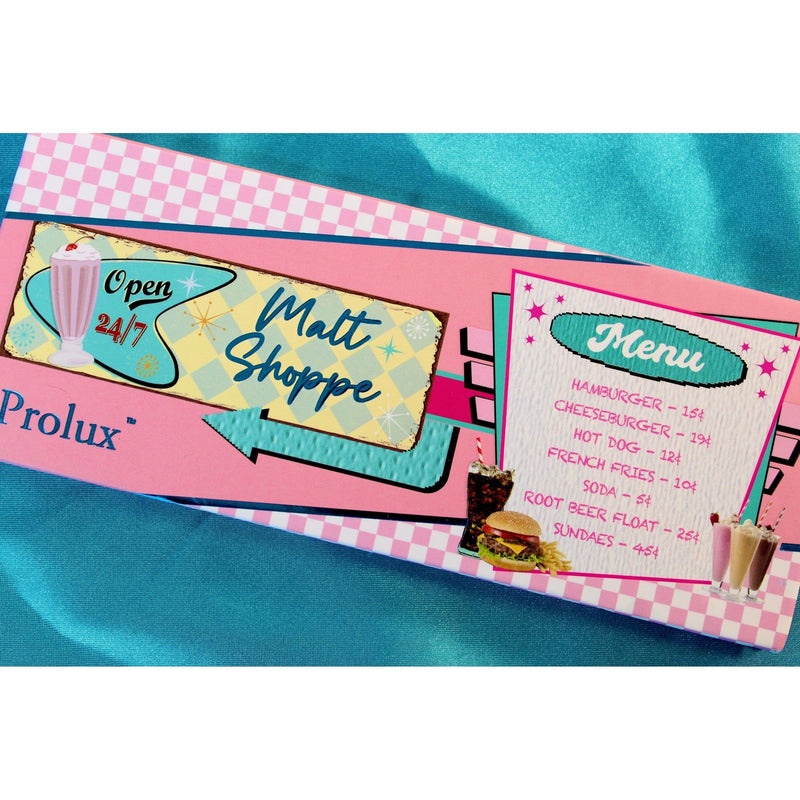 Open
24/7
Malt
Shoppe
Prolux™
Menu
HAMBURGER – 15¢
CHEESEBURGER – 19¢
HOT DOG – 12¢
FRENCH FRIES – 10¢
SODA – 5¢
ROOT BEER FLOAT – 25¢
SUNDAES – 45¢